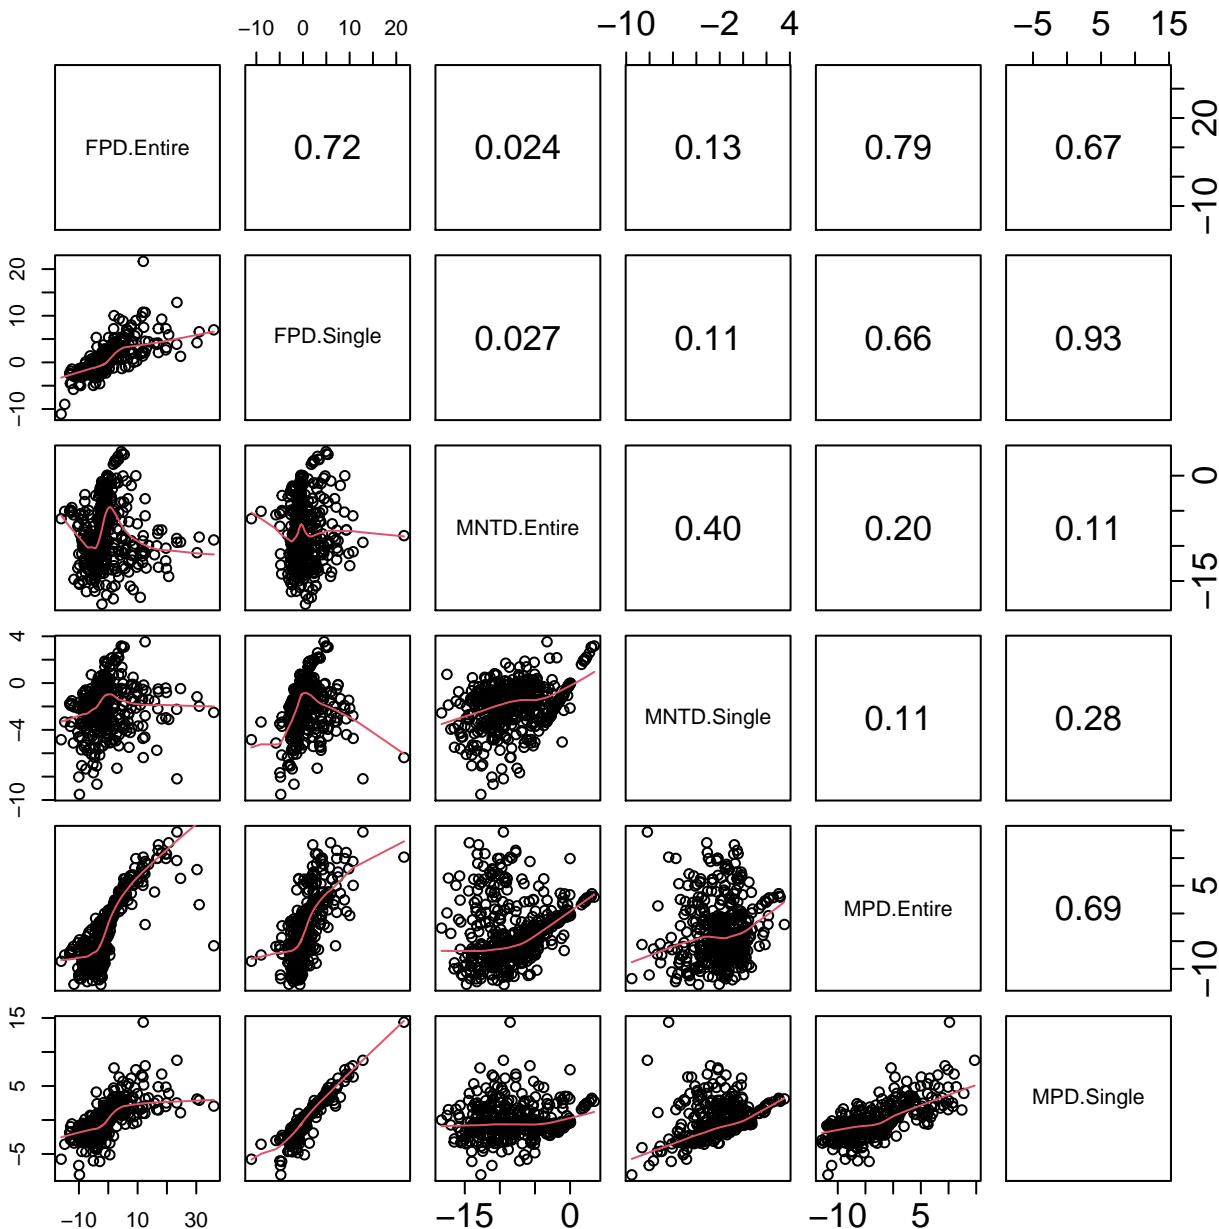 −10 0 10 20
−10 −2 4
−5 5 15
FPD.Entire 0.72 0.024 0.13 0.79 0.67
−10 20
−10 0 10 20
FPD.Single 0.027 0.11 0.66 0.93
MNTD.Entire 0.40 0.20 0.11
−15 0
−10 −4 0 4
MNTD.Single 0.11 0.28
MPD.Entire 0.69
−10 5
−5 5 15
MPD.Single
−10 10 30
−15 0
−10 5